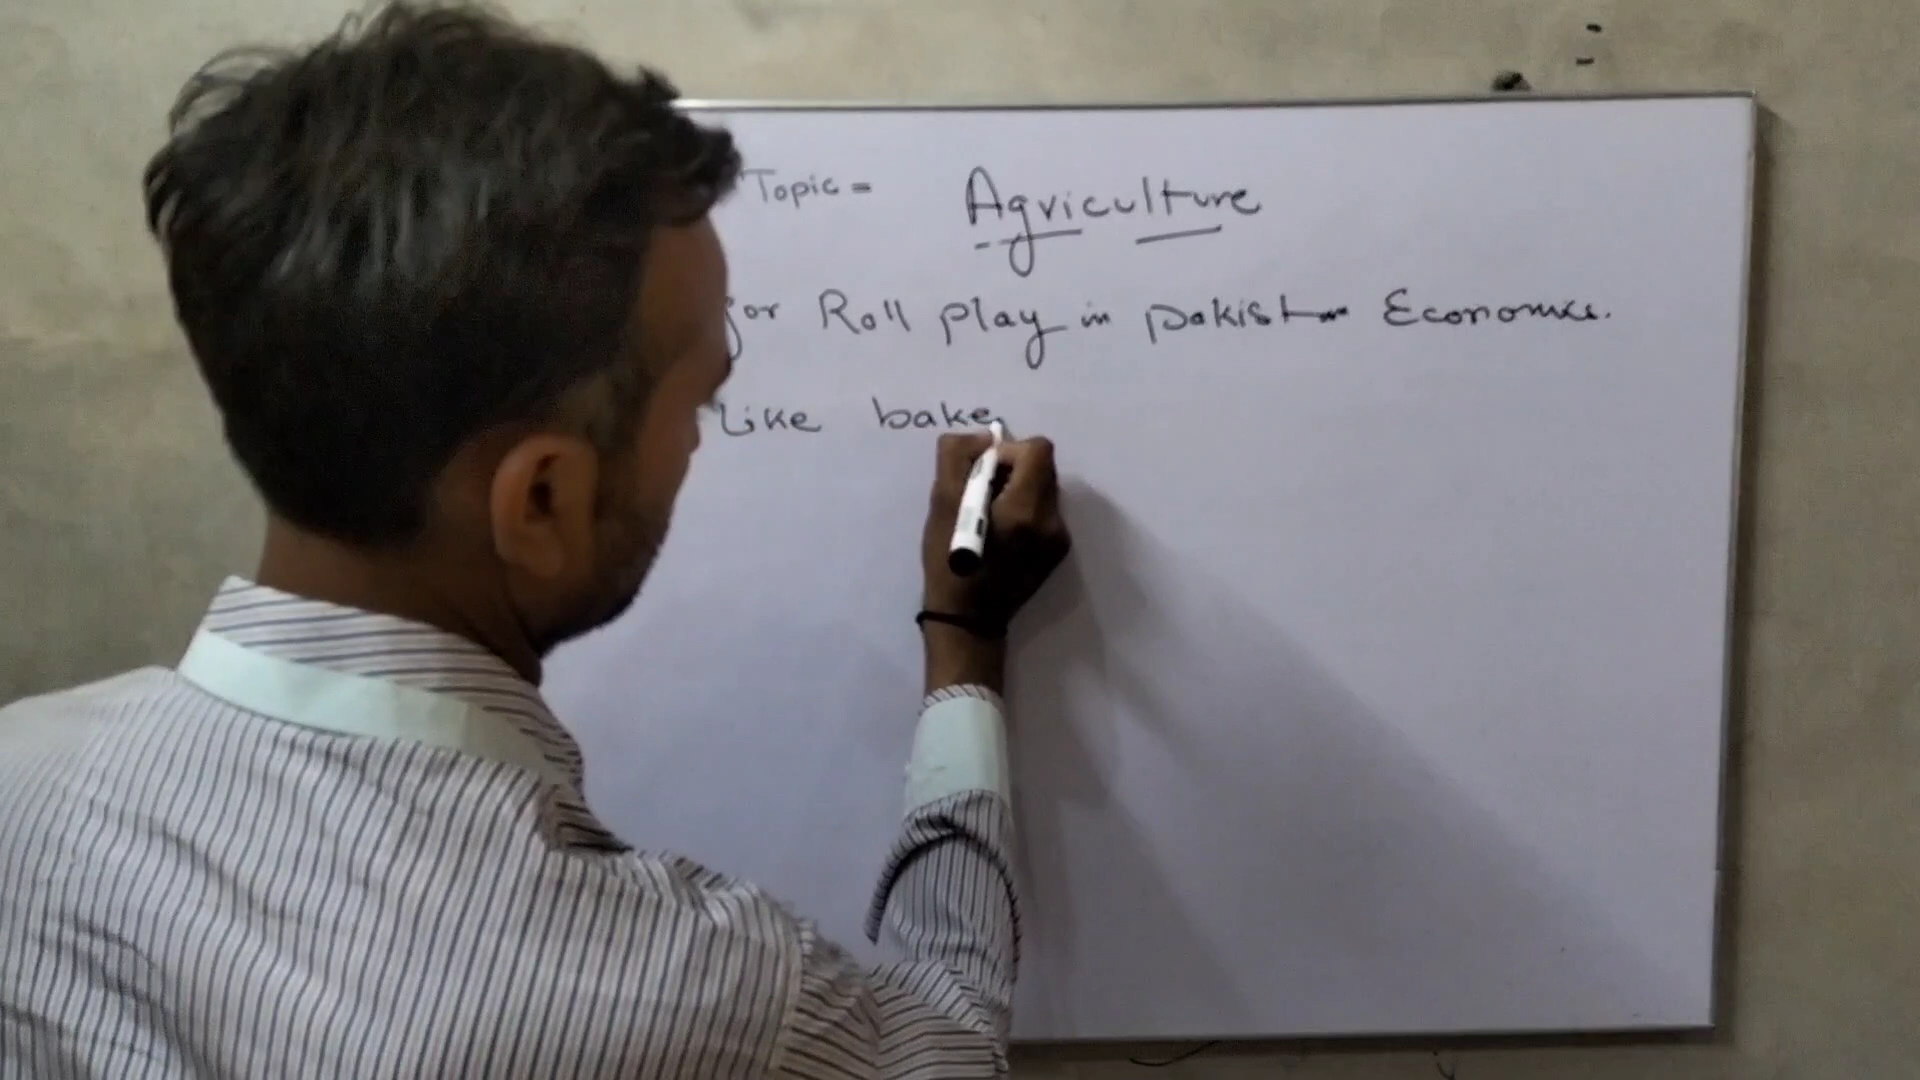 Topic = Agriculture
jor Roll play in pakistan Economics.
Like bake